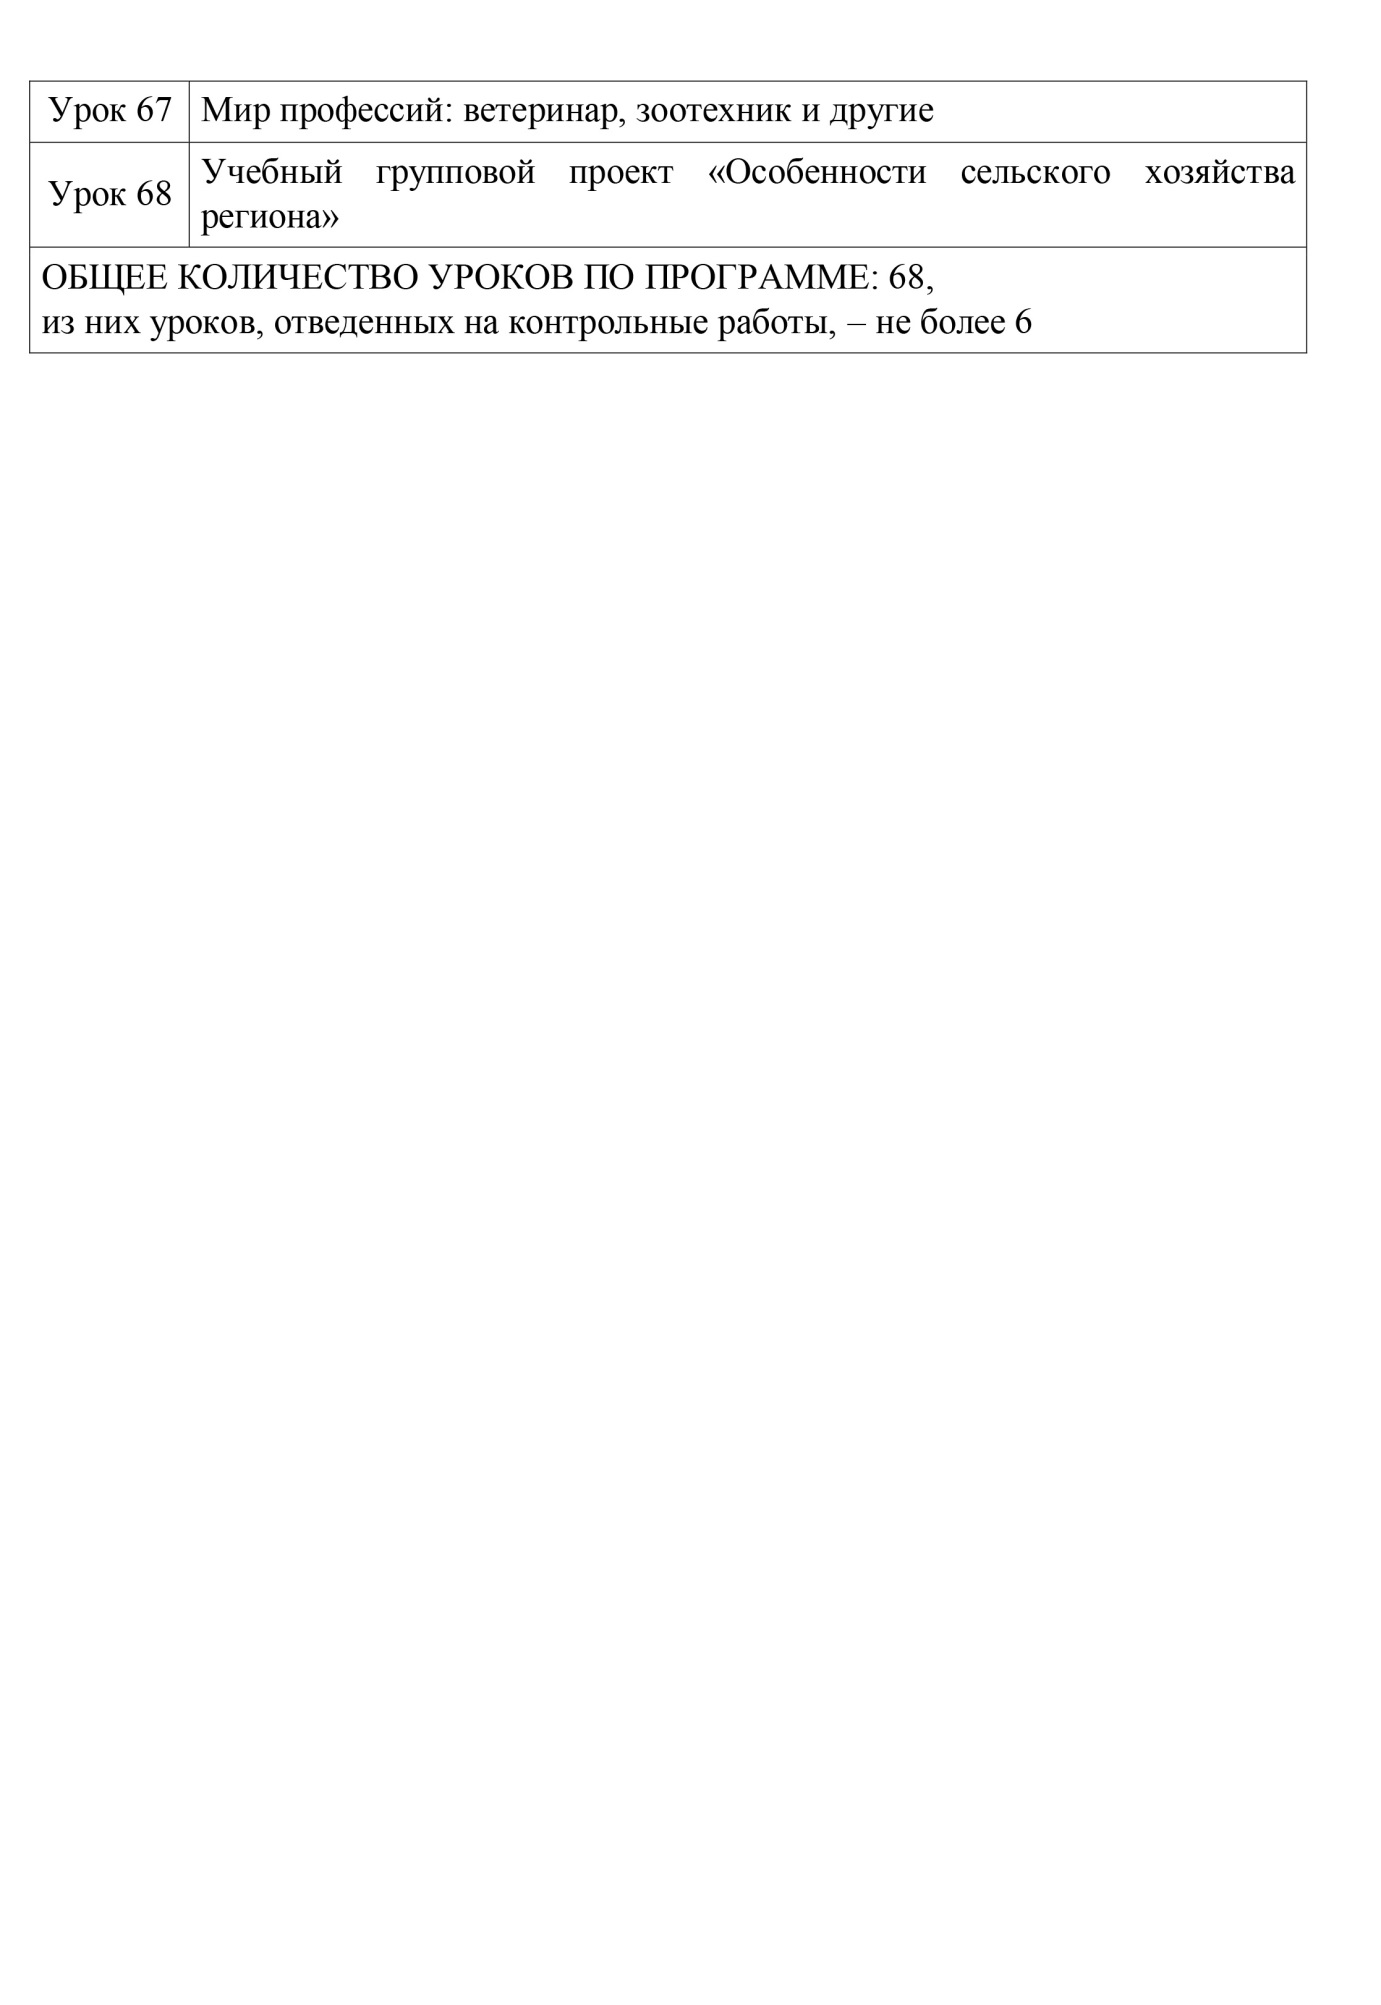 Урок 67 Мир профессий: ветеринар, зоотехник и другие
Урок 68 Учебный групповой проект «Особенности сельского хозяйства
региона»
ОБЩЕЕ КОЛИЧЕСТВО УРОКОВ ПО ПРОГРАММЕ: 68,
из них уроков, отведенных на контрольные работы, – не более 6